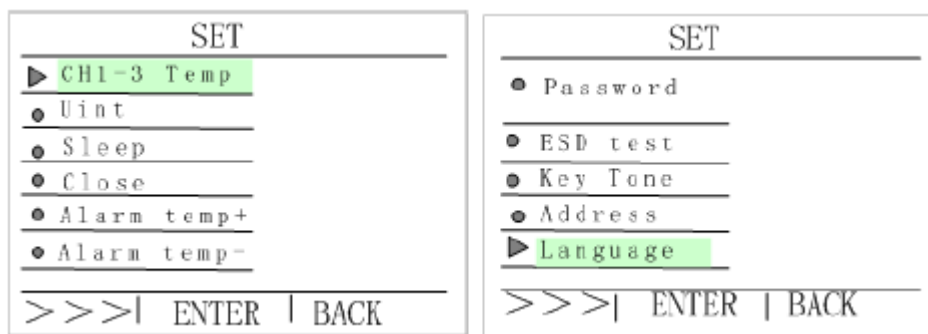 SET
CH1-3 Temp
Uint
Sleep
Close
Alarm temp+
Alarm temp-
>>>| ENTER | BACK
SET
Password
ESD test
Key Tone
Address
Language
>>>| ENTER | BACK